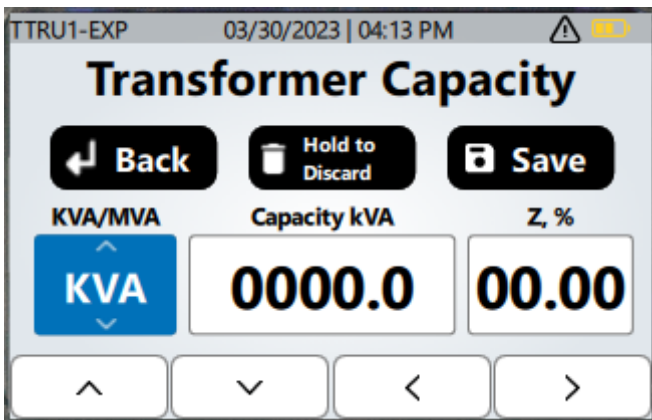 TTRU1-EXP 03/30/2023 | 04:13 PM
Transformer Capacity
Back
Hold to
Discard
Save
KVA/MVA Capacity kVA Z, %
KVA 0000.0 00.00